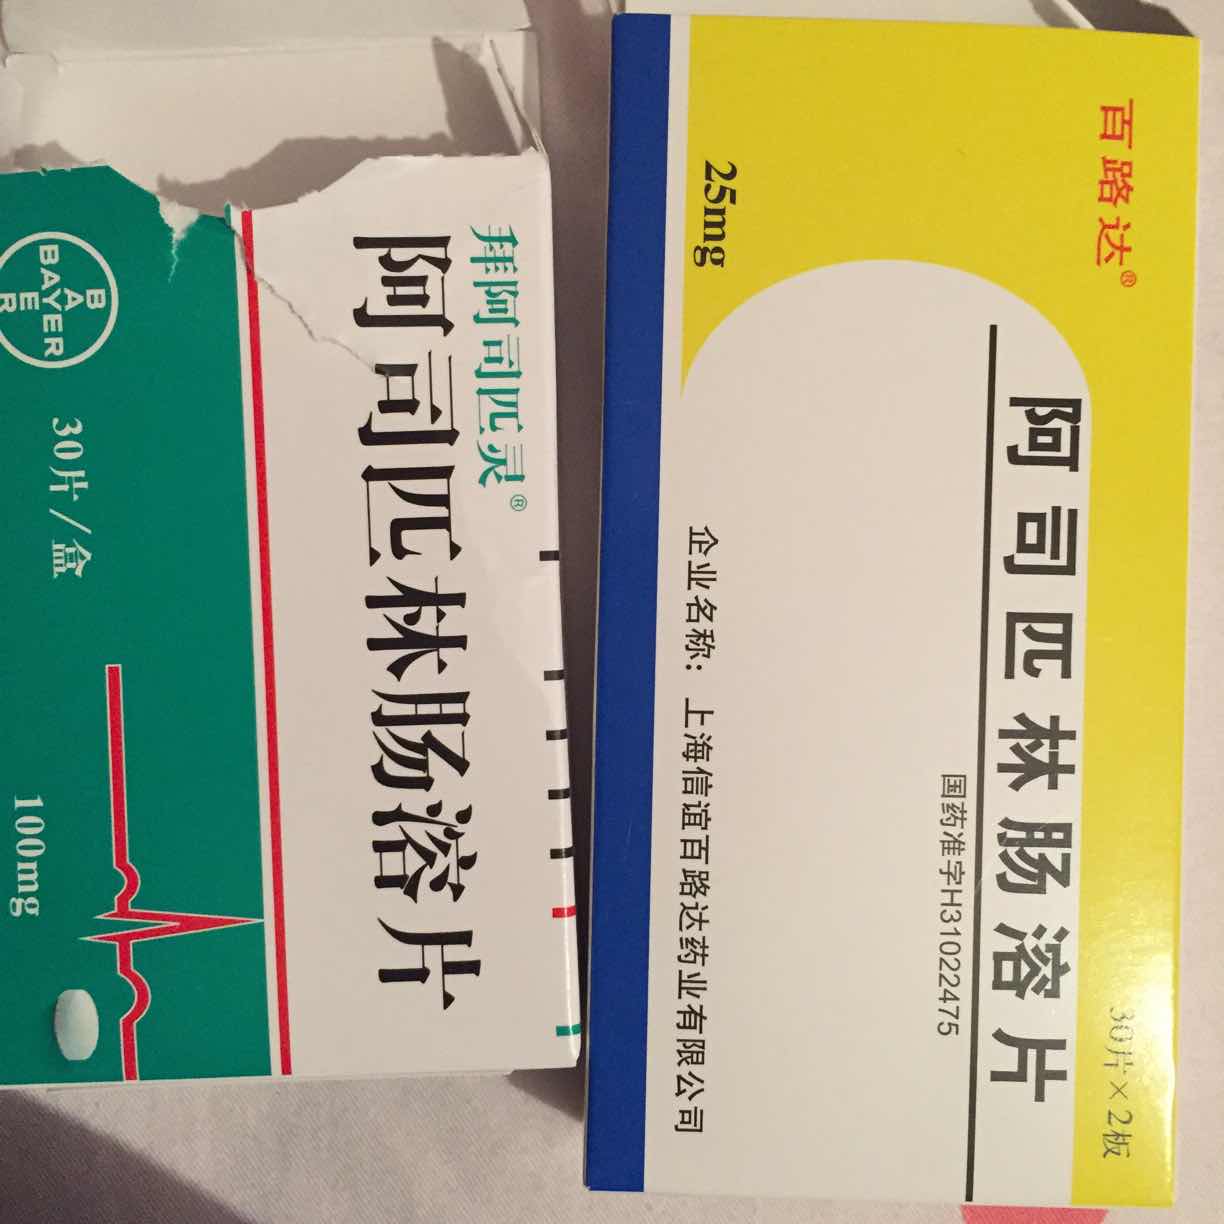 拜阿司匹灵®
阿司匹林肠溶片
BAYER
BAYER
30片/盒
100mg
百路达®
30片×2板
阿司匹林肠溶片
国药准字H31022475
25mg
企业名称：上海信谊百路达药业有限公司